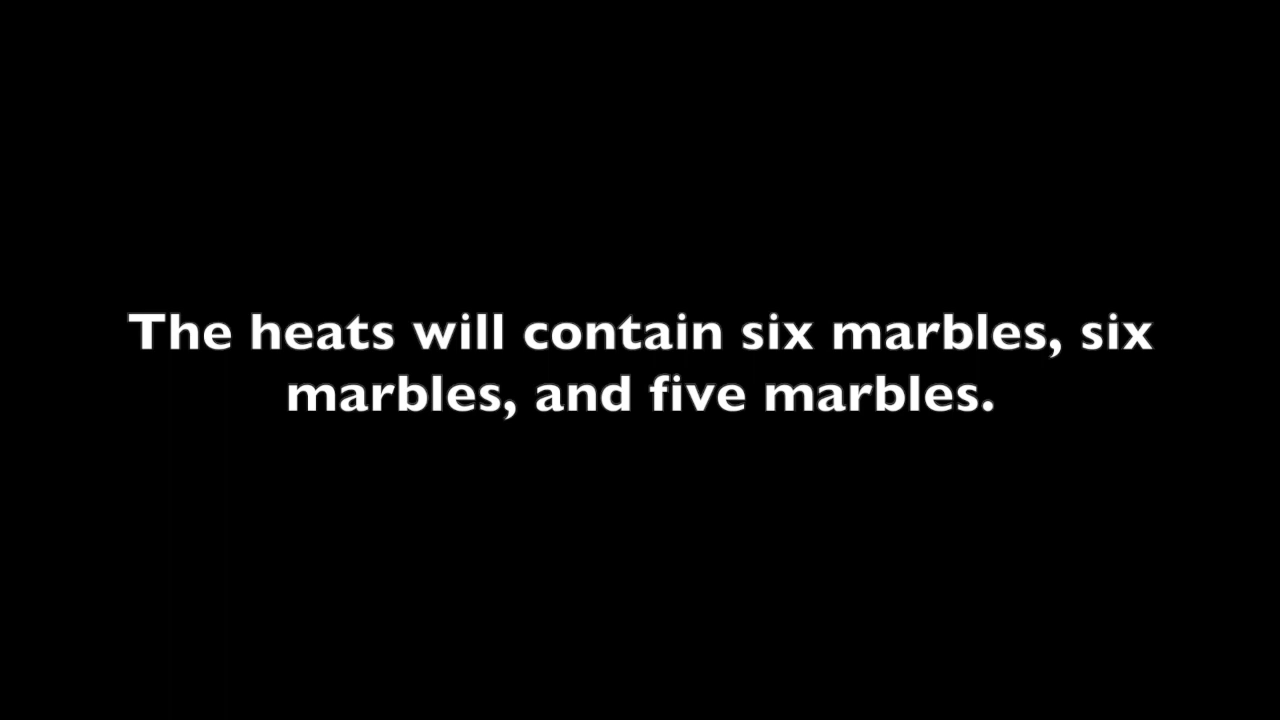 The heats will contain six marbles, six
marbles, and five marbles.